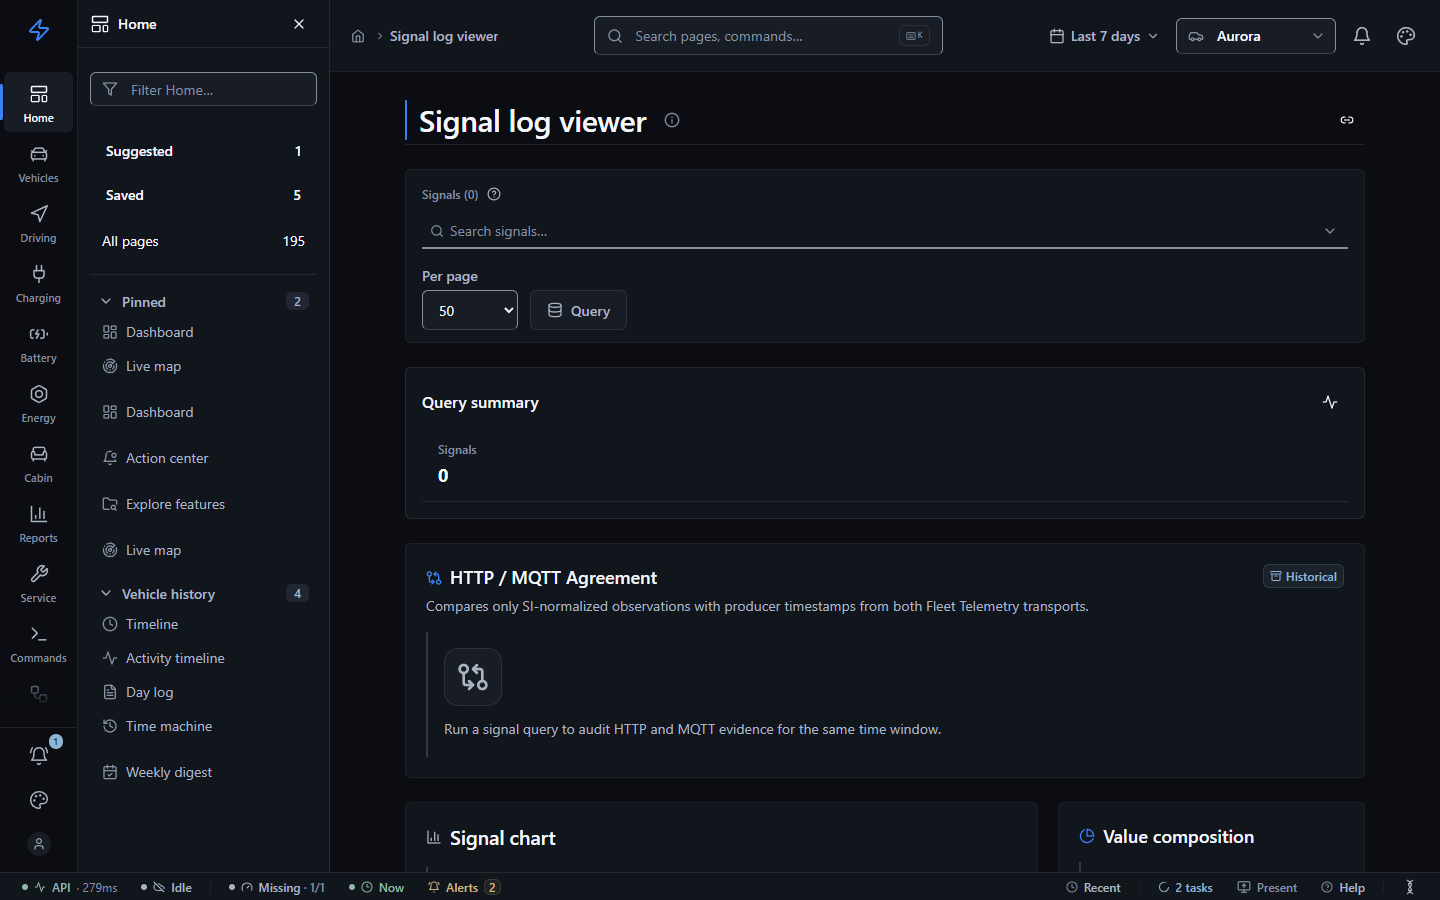 Home
Vehicles
Driving
Charging
Battery
Energy
Cabin
Reports
Service
Commands
1
Home
Filter Home...
Suggested 1
Saved 5
All pages 195
Pinned 2
Dashboard
Live map
Dashboard
Action center
Explore features
Live map
Vehicle history 4
Timeline
Activity timeline
Day log
Time machine
Weekly digest
Signal log viewer
Search pages, commands... K
Last 7 days
Aurora
Signal log viewer
Signals (0)
Search signals...
Per page
50 Query
Query summary
Signals
0
HTTP / MQTT Agreement Historical
Compares only SI-normalized observations with producer timestamps from both Fleet Telemetry transports.
Run a signal query to audit HTTP and MQTT evidence for the same time window.
Signal chart
Value composition
API · 279ms Idle Missing · 1/1 Now Alerts 2 Recent 2 tasks Present Help